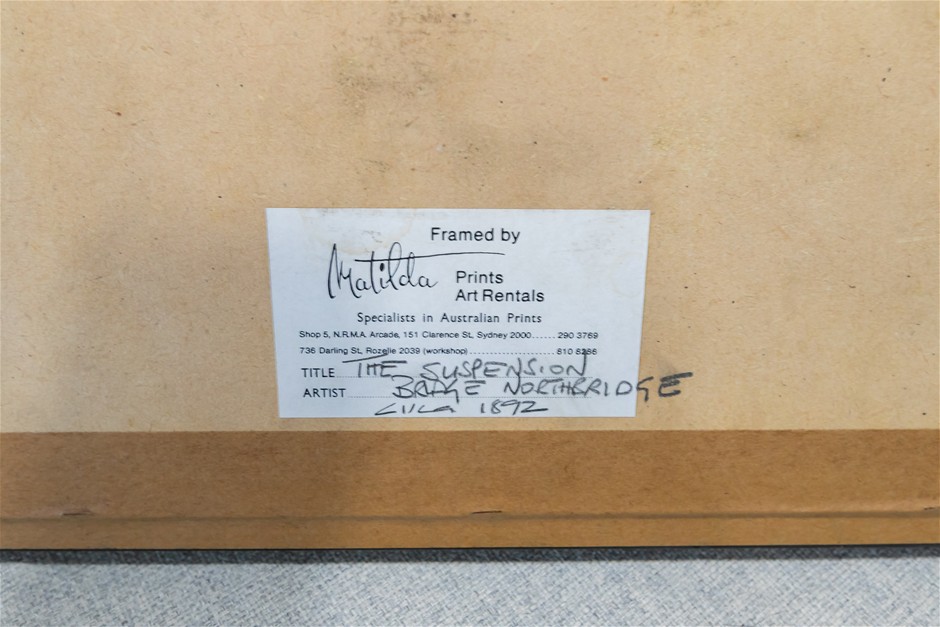 Framed by
Matilda Prints
Art Rentals
Specialists in Australian Prints
Shop 5, N.R.M.A. Arcade, 151 Clarence St, Sydney 2000......290 3769
736 Darling St, Rozelle 2039 (workshop)........................810 8286
TITLE THE SUSPENSION
ARTIST BRIDGE NORTHBRIDGE
Circa 1892